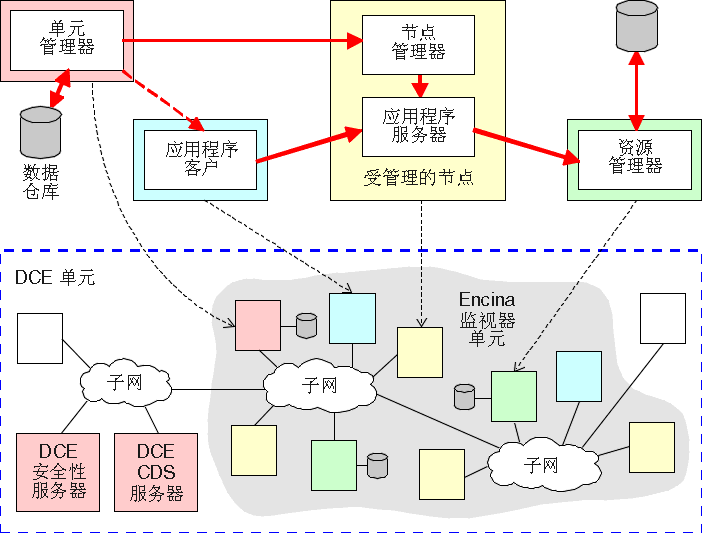 单元
管理器
节点
管理器
应用程序
服务器
应用程序
客户
资源
管理器
数据
仓库
受管理的节点
DCE 单元
Encina
监视器
单元
子网
子网
子网
DCE
安全性
服务器
DCE
CDS
服务器